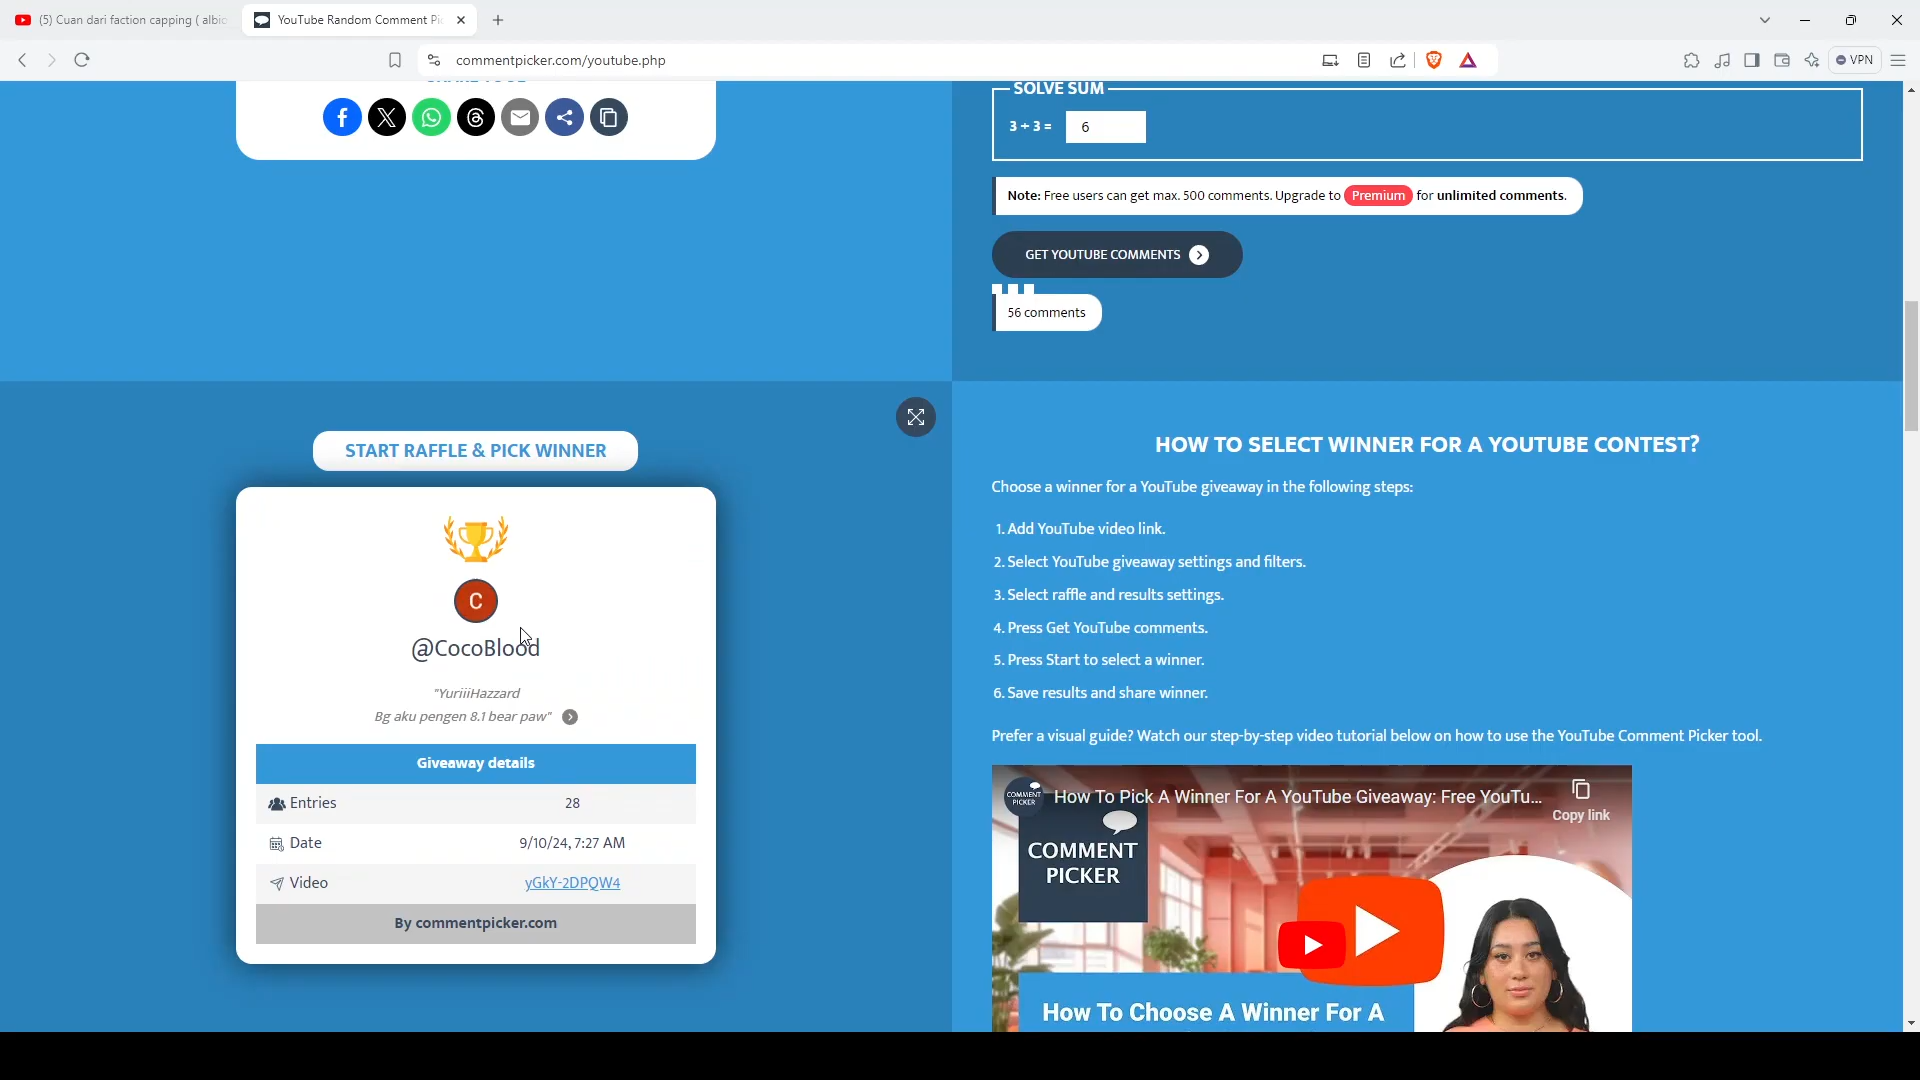 (5) Cuan dari faction capping ( albio
YouTube Random Comment Pi
commentpicker.com/youtube.php
VPN
SOLVE SUM
3 + 3 = 6
Note: Free users can get max. 500 comments. Upgrade to Premium for unlimited comments.
GET YOUTUBE COMMENTS
56 comments
START RAFFLE & PICK WINNER
C
@CocoBlood
"YuriiiHazzard
Bg aku pengen 8.1 bear paw"
Giveaway details
Entries 28
Date 9/10/24, 7:27 AM
Video yGkY-2DPQW4
By commentpicker.com
HOW TO SELECT WINNER FOR A YOUTUBE CONTEST?
Choose a winner for a YouTube giveaway in the following steps:
1. Add YouTube video link.
2. Select YouTube giveaway settings and filters.
3. Select raffle and results settings.
4. Press Get YouTube comments.
5. Press Start to select a winner.
6. Save results and share winner.
Prefer a visual guide? Watch our step-by-step video tutorial below on how to use the YouTube Comment Picker tool.
COMMENT
PICKER
How To Pick A Winner For A YouTube Giveaway: Free YouTu...
Copy link
COMMENT
PICKER
How To Choose A Winner For A